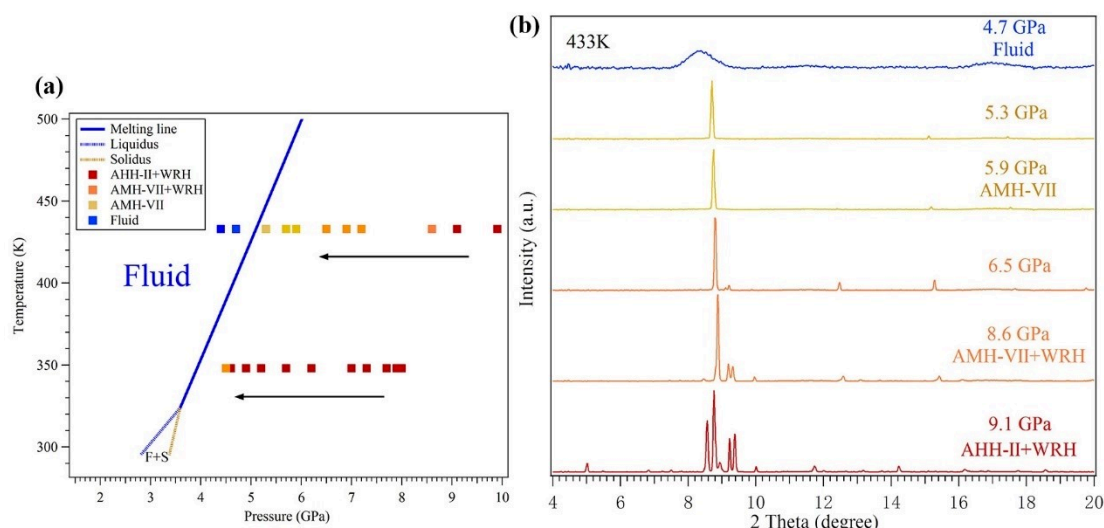 (a)
500
450
400
350
300
Temperature (K)
Melting line
Liquidus
Solidus
AHH-II+WRH
AMH-VII+WRH
AMH-VII
Fluid
Fluid
F+S
2
3
4
5
6
7
8
9
10
Pressure (GPa)
(b)
433K
4.7 GPa
Fluid
5.3 GPa
5.9 GPa
AMH-VII
6.5 GPa
8.6 GPa
AMH-VII+WRH
9.1 GPa
AHH-II+WRH
Intensity (a.u.)
4
6
8
10
12
14
16
18
20
2 Theta (degree)